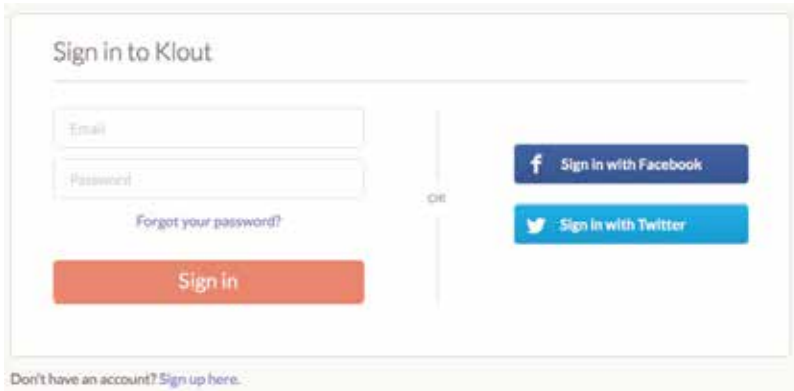 Sign in to Klout
Email
Password
Forgot your password?
Sign in
OR
f Sign in with Facebook
Sign in with Twitter
Don't have an account? Sign up here.